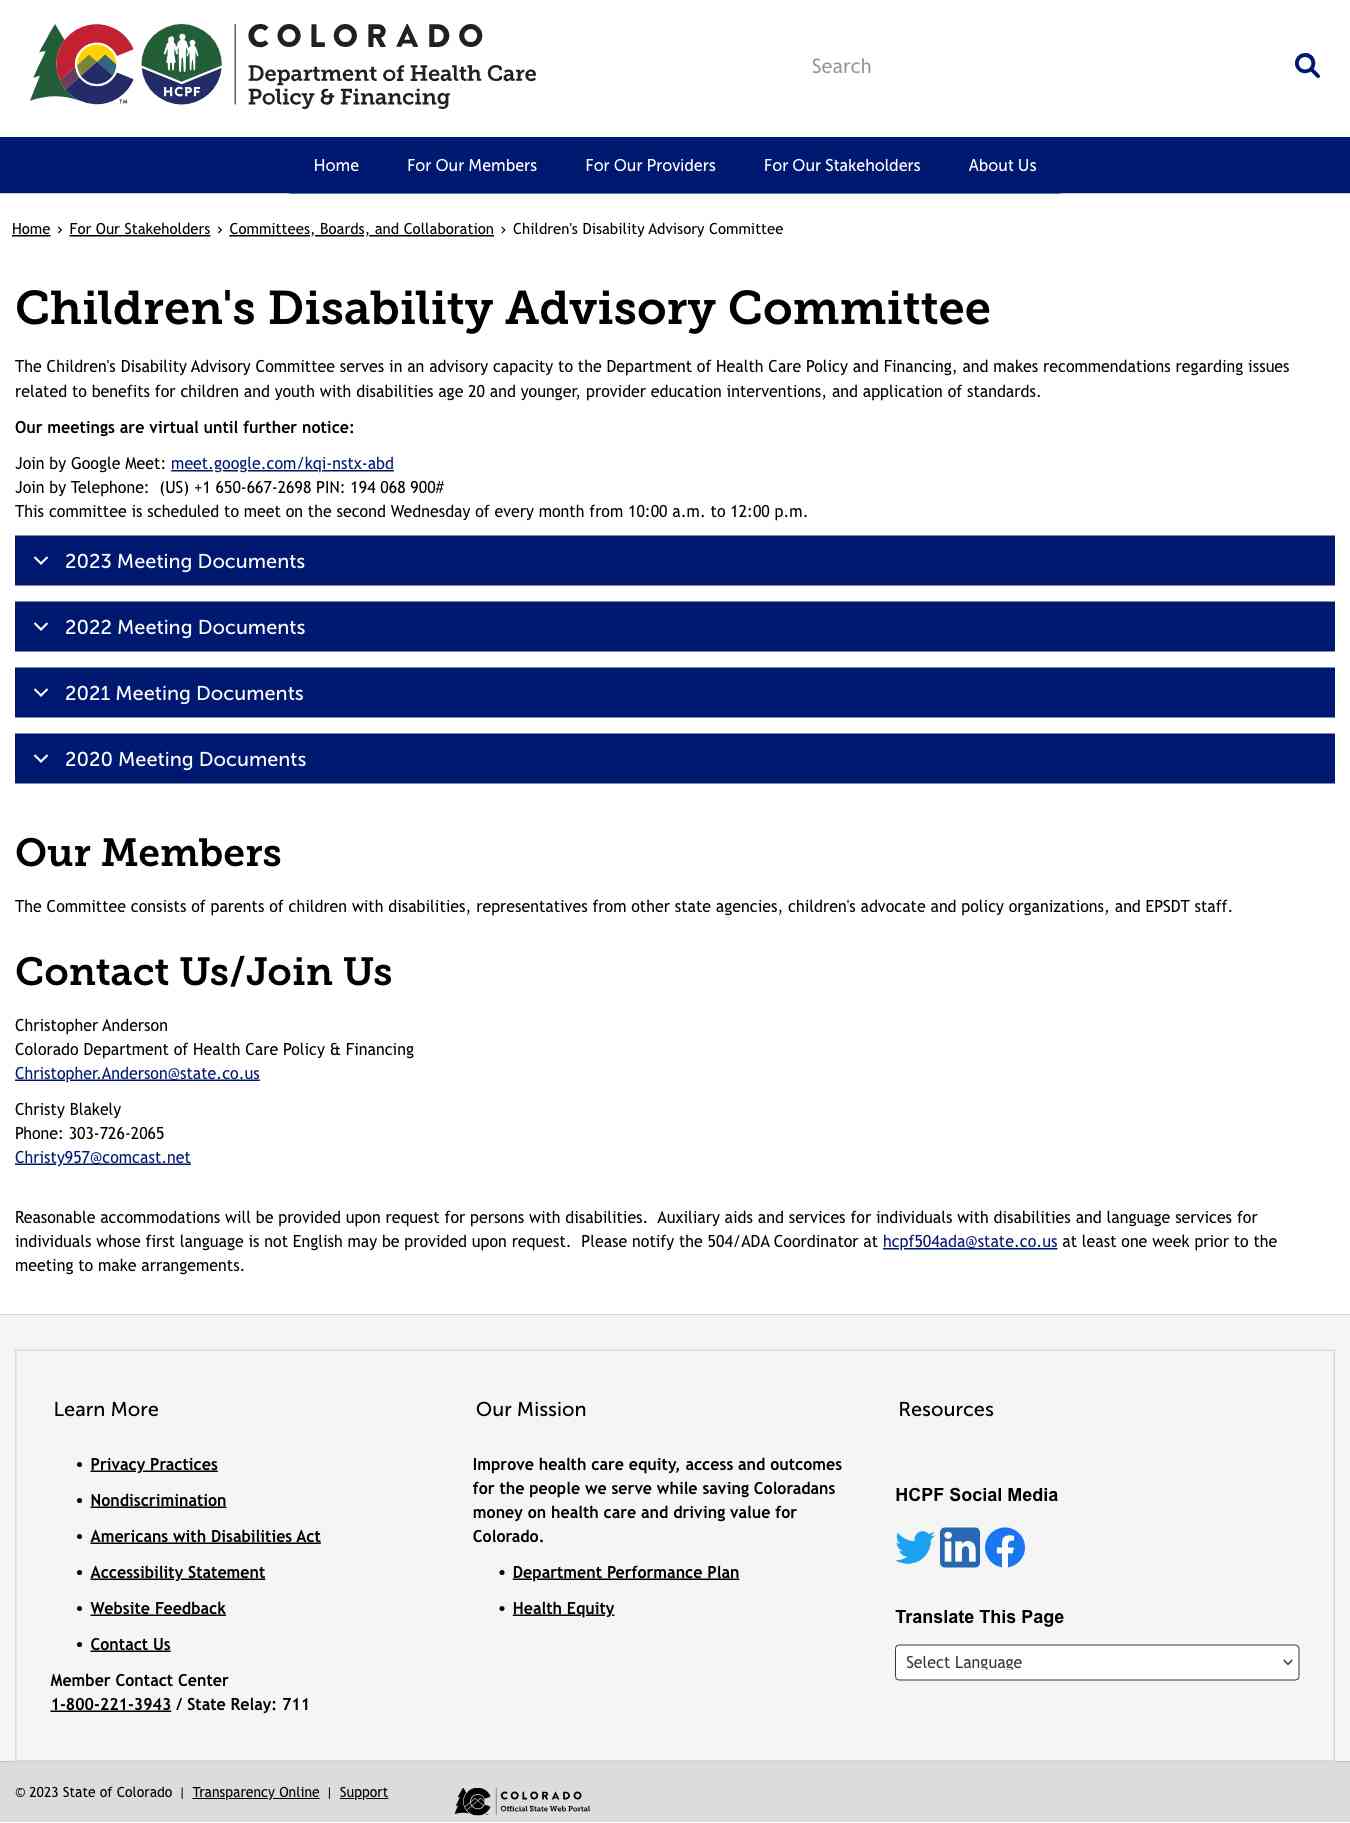 COLORADO
Department of Health Care
Policy & Financing
HCPF
TM
Search
Home
For Our Members
For Our Providers
For Our Stakeholders
About Us
Home › For Our Stakeholders › Committees, Boards, and Collaboration › Children's Disability Advisory Committee
Children's Disability Advisory Committee
The Children's Disability Advisory Committee serves in an advisory capacity to the Department of Health Care Policy and Financing, and makes recommendations regarding issues
related to benefits for children and youth with disabilities age 20 and younger, provider education interventions, and application of standards.
Our meetings are virtual until further notice:
Join by Google Meet: meet.google.com/kqi-nstx-abd
Join by Telephone:  (US) +1 650-667-2698 PIN: 194 068 900#
This committee is scheduled to meet on the second Wednesday of every month from 10:00 a.m. to 12:00 p.m.
2023 Meeting Documents
2022 Meeting Documents
2021 Meeting Documents
2020 Meeting Documents
Our Members
The Committee consists of parents of children with disabilities, representatives from other state agencies, children's advocate and policy organizations, and EPSDT staff.
Contact Us/Join Us
Christopher Anderson
Colorado Department of Health Care Policy & Financing
Christopher.Anderson@state.co.us
Christy Blakely
Phone: 303-726-2065
Christy957@comcast.net
Reasonable accommodations will be provided upon request for persons with disabilities.  Auxiliary aids and services for individuals with disabilities and language services for
individuals whose first language is not English may be provided upon request.  Please notify the 504/ADA Coordinator at hcpf504ada@state.co.us at least one week prior to the
meeting to make arrangements.
Learn More
• Privacy Practices
• Nondiscrimination
• Americans with Disabilities Act
• Accessibility Statement
• Website Feedback
• Contact Us
Member Contact Center
1-800-221-3943 / State Relay: 711
Our Mission
Improve health care equity, access and outcomes
for the people we serve while saving Coloradans
money on health care and driving value for
Colorado.
• Department Performance Plan
• Health Equity
Resources
HCPF Social Media
Translate This Page
Select Language
© 2023 State of Colorado | Transparency Online | Support
COLORADO
Official State Web Portal